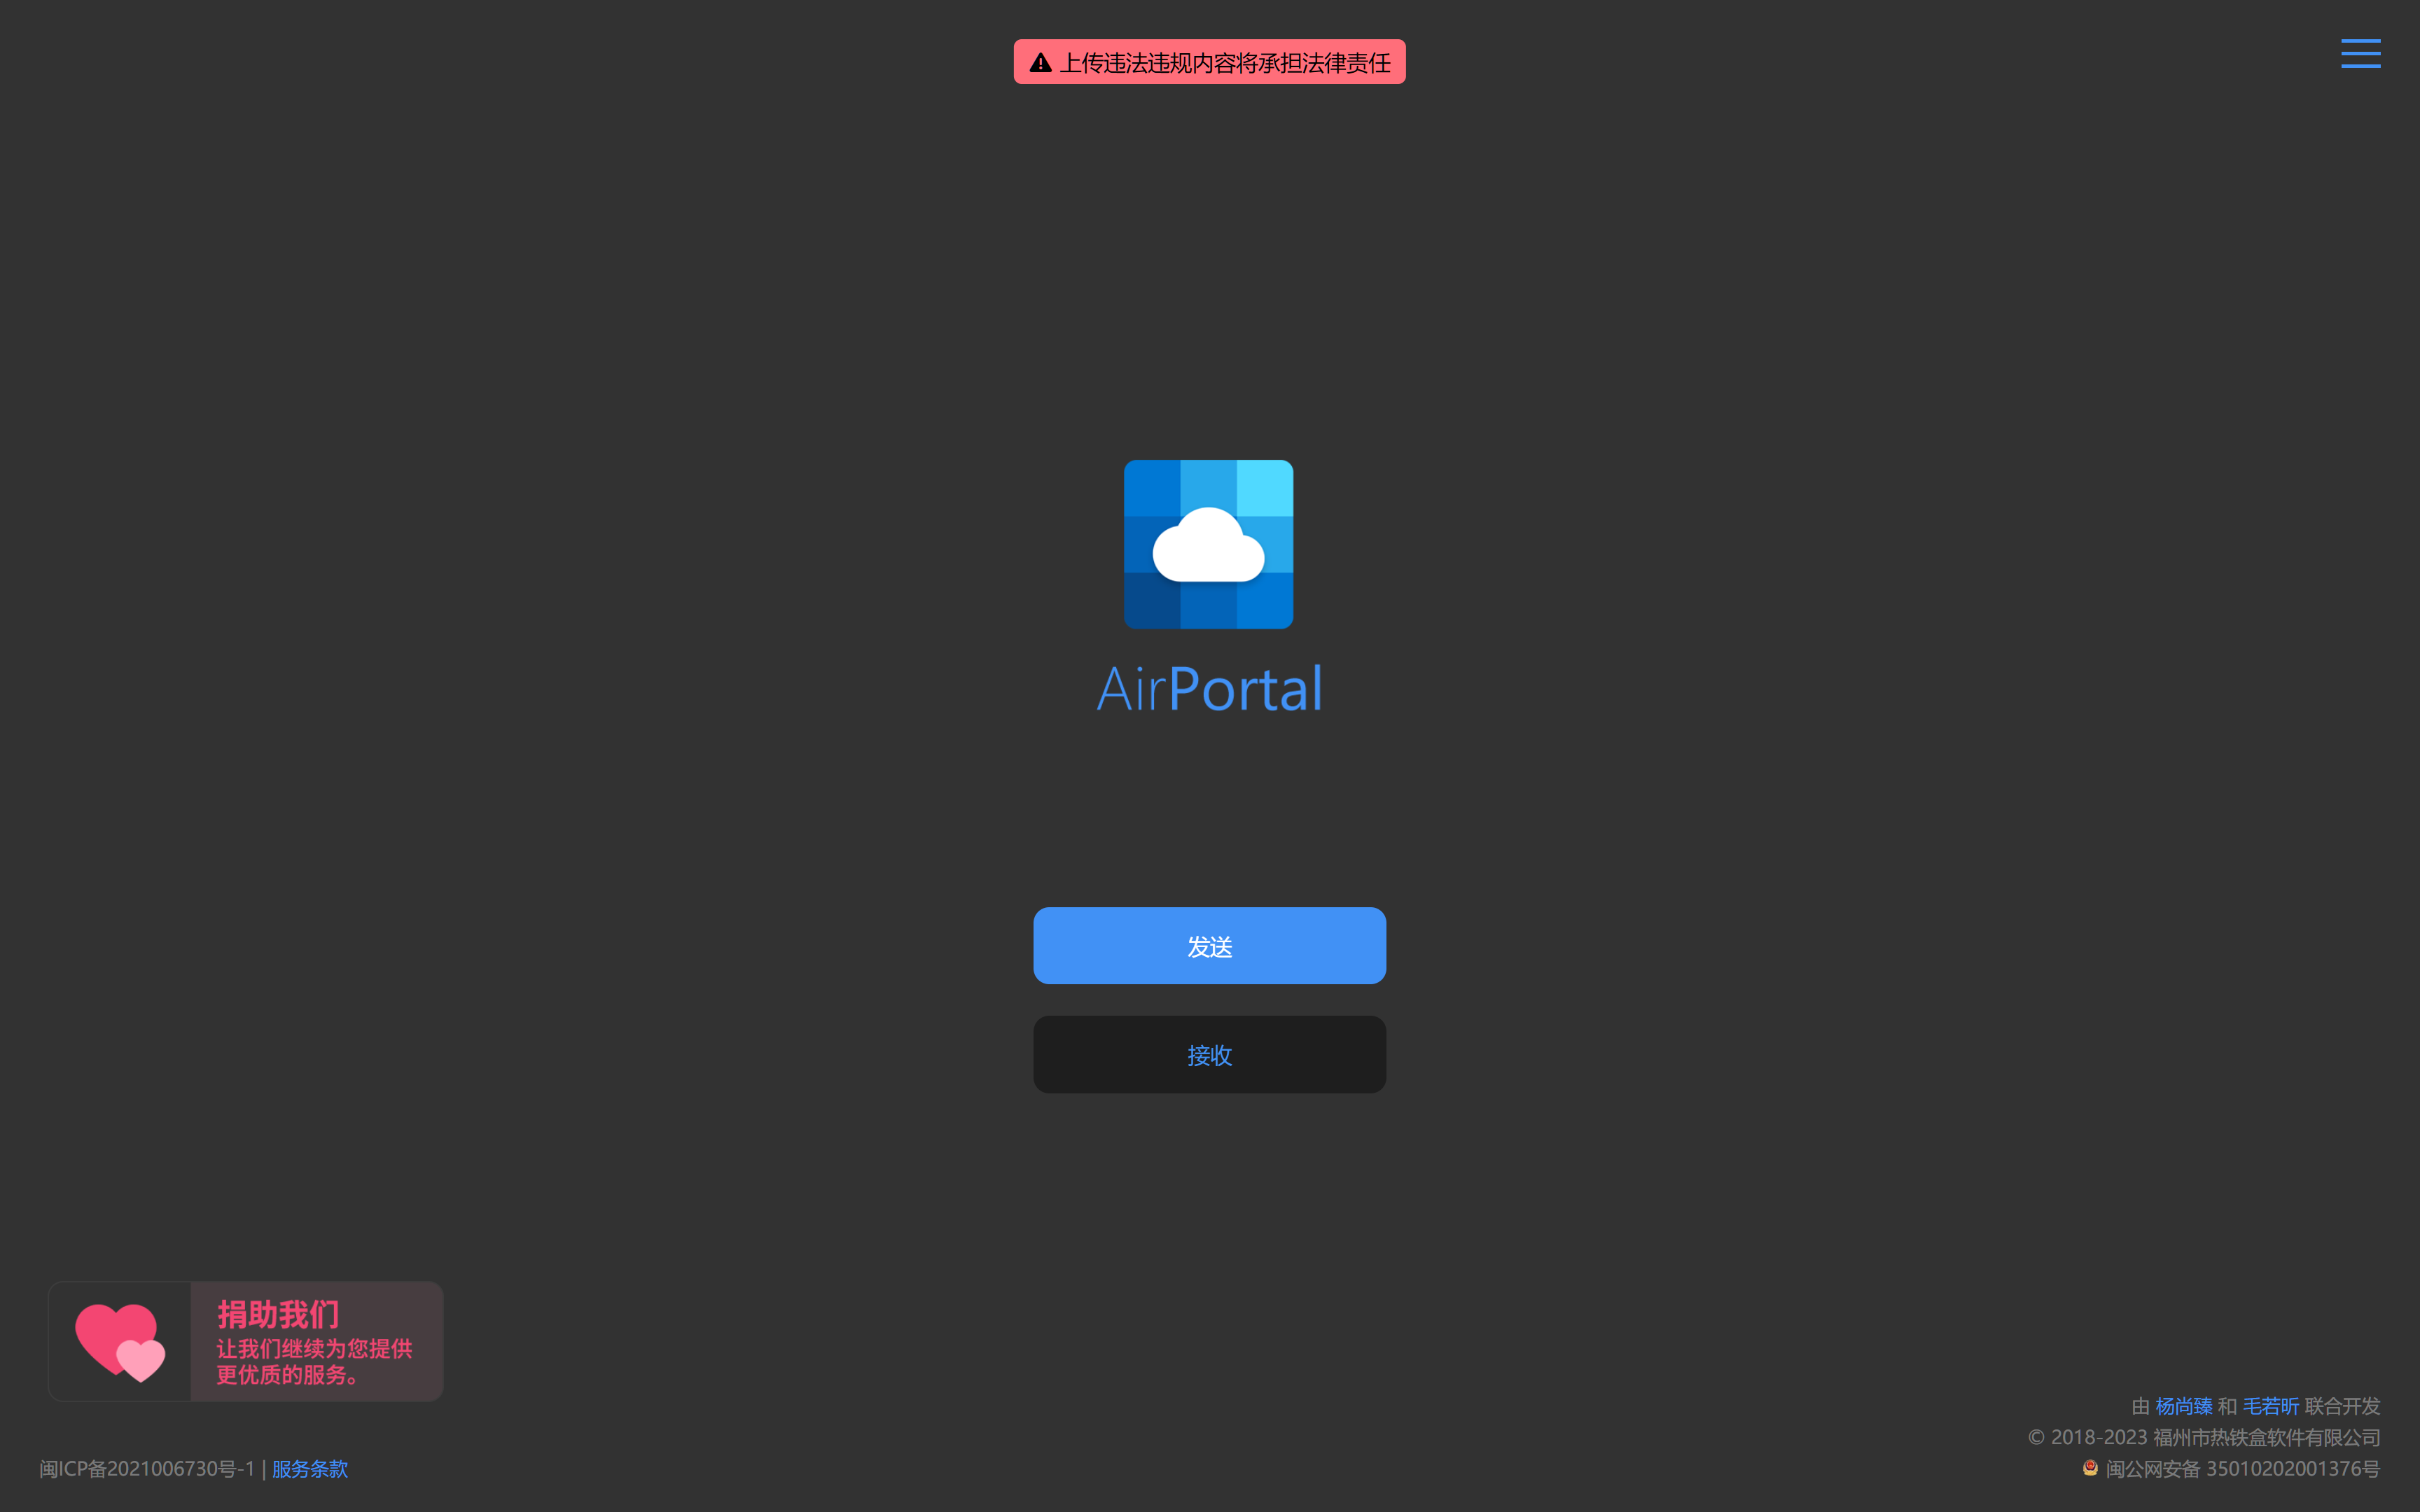 上传违法违规内容将承担法律责任
AirPortal
发送
接收
捐助我们
让我们继续为您提供
更优质的服务。
由 杨尚臻 和 毛若昕 联合开发
© 2018-2023 福州市热铁盒软件有限公司
闽ICP备2021006730号-1 | 服务条款
闽公网安备 35010202001376号